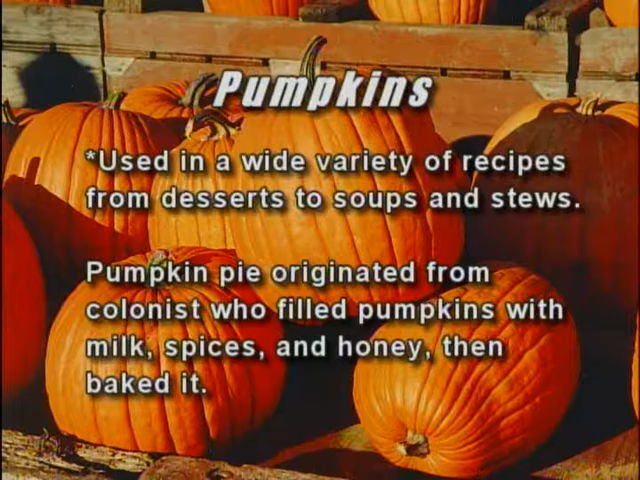 Pumpkins
*Used in a wide variety of recipes
from desserts to soups and stews.
Pumpkin pie originated from
colonist who filled pumpkins with
milk, spices, and honey, then
baked it.